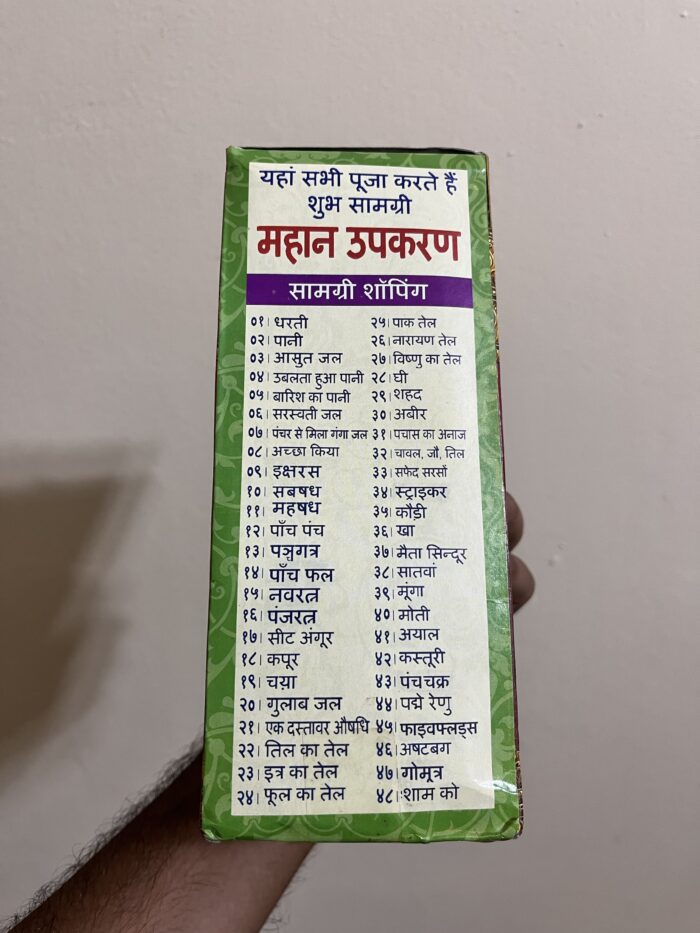 यहां सभी पूजा करते हैं
शुभ सामग्री
महान उपकरण
सामग्री शॉपिंग
०१। धरती
०२। पानी
०३। आसुत जल
०४। उबलता हुआ पानी
०५। बारिश का पानी
०६। सरस्वती जल
०७। पंचर से मिला गंगा जल
०८। अच्छा किया
०९। इक्षरस
१०। सबषध
११। महषध
१२। पाँच पंच
१३। पञ्चगत्र
१४। पाँच फल
१५। नवरत्न
१६। पंजरत्न
१७। सीट अंगूर
१८। कपूर
१९। चय़ा
२०। गुलाब जल
२१। एक दस्तावर औषधि
२२। तिल का तेल
२३। इत्र का तेल
२४। फूल का तेल
२५। पाक तेल
२६। नारायण तेल
२७। विष्णु का तेल
२८। घी
२९। शहद
३०। अबीर
३१। पचास का अनाज
३२। चावल, जौ, तिल
३३। सफेद सरसों
३४। स्ट्राइकर
३५। कौडी
३६। खा
३७। मैता सिन्दूर
३८। सातवां
३९। मूंगा
४०। मोती
४१। अयाल
४२। कस्तूरी
४३। पंचचक्र
४४। पद्मे रेणु
४५। फाइवफ्लड्स
४६। अषटबग
४७। गोमूत्र
४८। शाम को